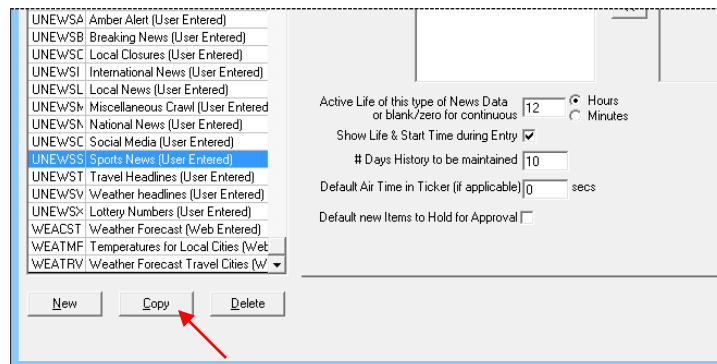 UNEWSA Amber Alert (User Entered)
UNEWSB Breaking News (User Entered)
UNEWSC Local Closures (User Entered)
UNEWSI International News (User Entered)
UNEWSL Local News (User Entered)
UNEWSM Miscellaneous Crawl (User Entered
UNEWSN National News (User Entered)
UNEWSC Social Media (User Entered)
UNEWSS Sports News (User Entered)
UNEWST Travel Headlines (User Entered)
UNEWSV Weather headlines (User Entered)
UNEWSX Lottery Numbers (User Entered)
WEACST Weather Forecast (Web Entered)
WEATMF Temperatures for Local Cities (Web
WEATRV Weather Forecast Travel Cities (W
New Copy Delete
Active Life of this type of News Data
or blank/zero for continuous 12 Hours
Minutes
Show Life & Start Time during Entry
# Days History to be maintained 10
Default Air Time in Ticker (if applicable) 0 secs
Default new Items to Hold for Approval